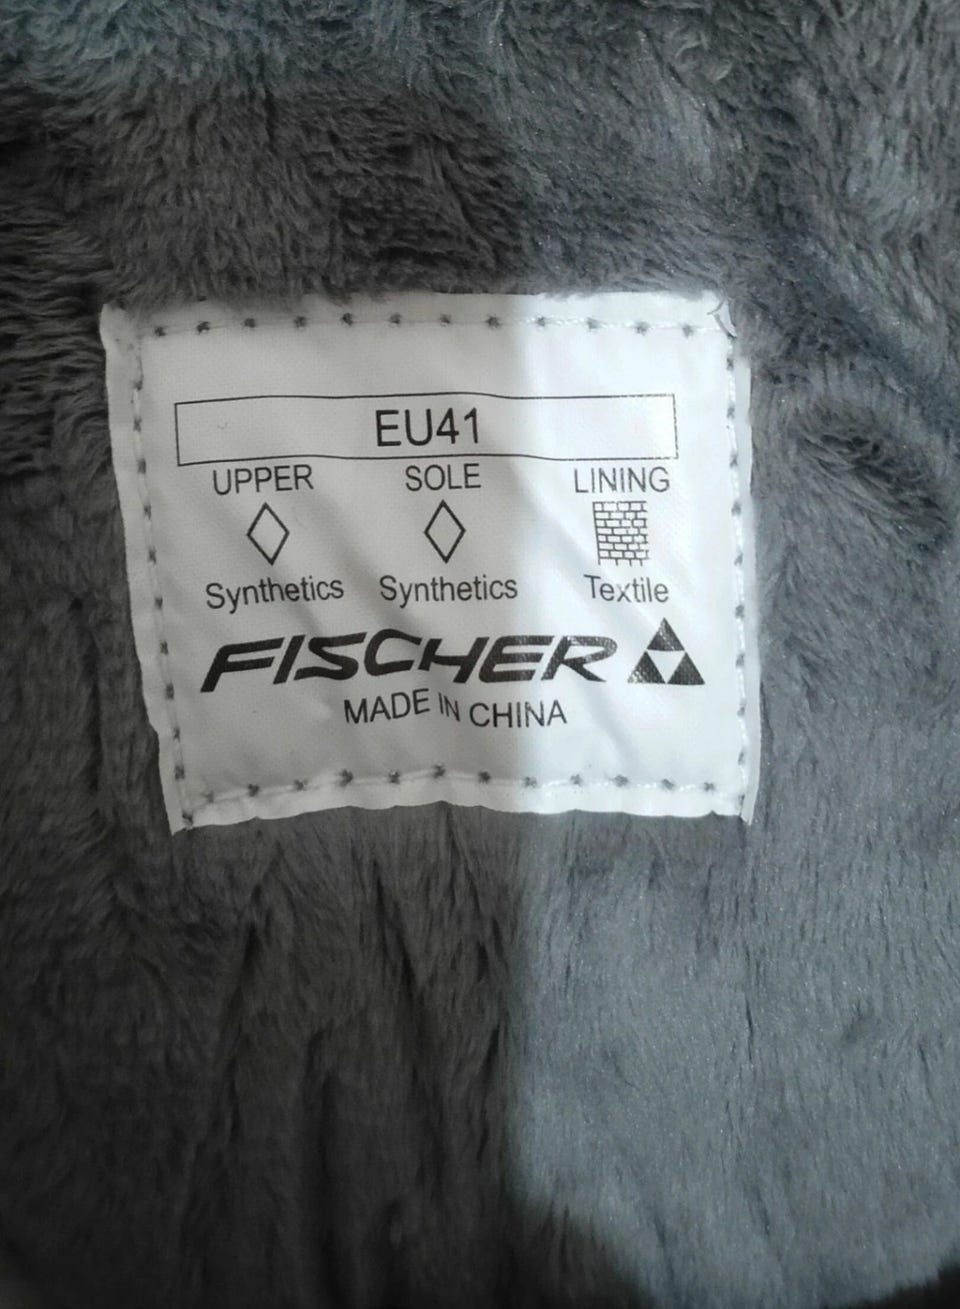 EU41
UPPER SOLE LINING
Synthetics Synthetics Textile
FISCHER
MADE IN CHINA